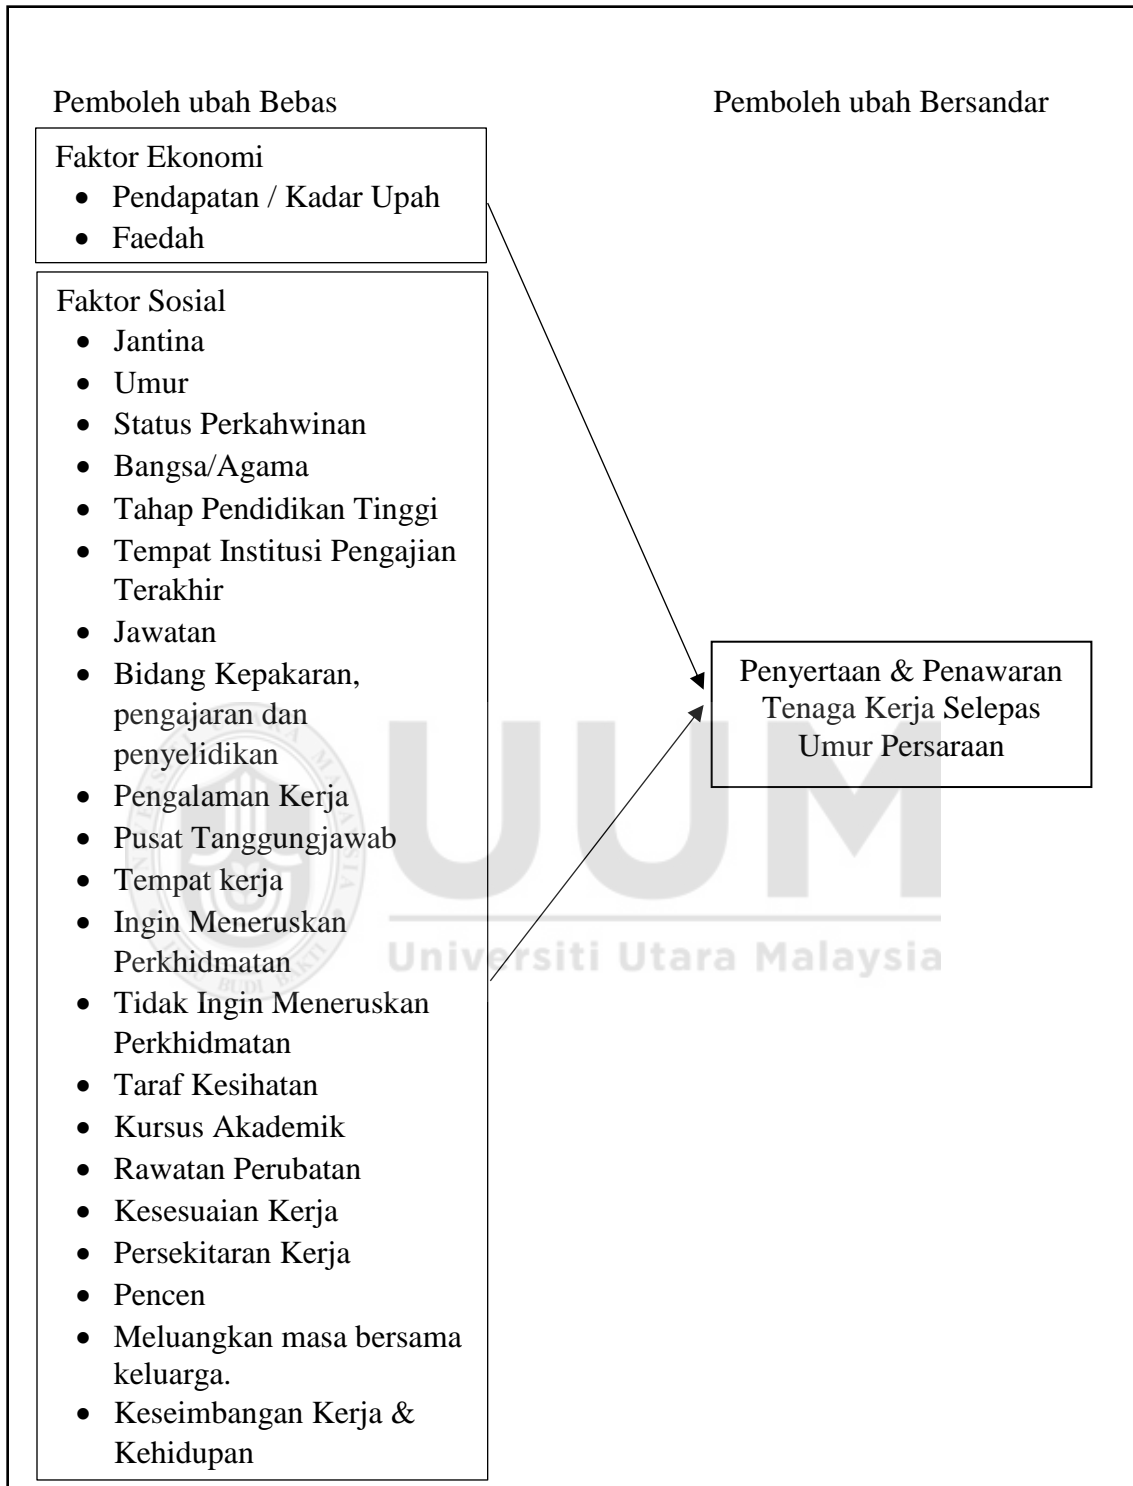 Pemboleh ubah Bebas
Pemboleh ubah Bersandar
Faktor Ekonomi
• Pendapatan / Kadar Upah
• Faedah
Faktor Sosial
• Jantina
• Umur
• Status Perkahwinan
• Bangsa/Agama
• Tahap Pendidikan Tinggi
• Tempat Institusi Pengajian
Terakhir
• Jawatan
• Bidang Kepakaran,
pengajaran dan
penyelidikan
• Pengalaman Kerja
• Pusat Tanggungjawab
• Tempat kerja
• Ingin Meneruskan
Perkhidmatan
• Tidak Ingin Meneruskan
Perkhidmatan
• Taraf Kesihatan
• Kursus Akademik
• Rawatan Perubatan
• Kesesuaian Kerja
• Persekitaran Kerja
• Pencen
• Meluangkan masa bersama
keluarga.
• Keseimbangan Kerja &
Kehidupan
Penyertaan & Penawaran
Tenaga Kerja Selepas
Umur Persaraan
UUM
Universiti Utara Malaysia